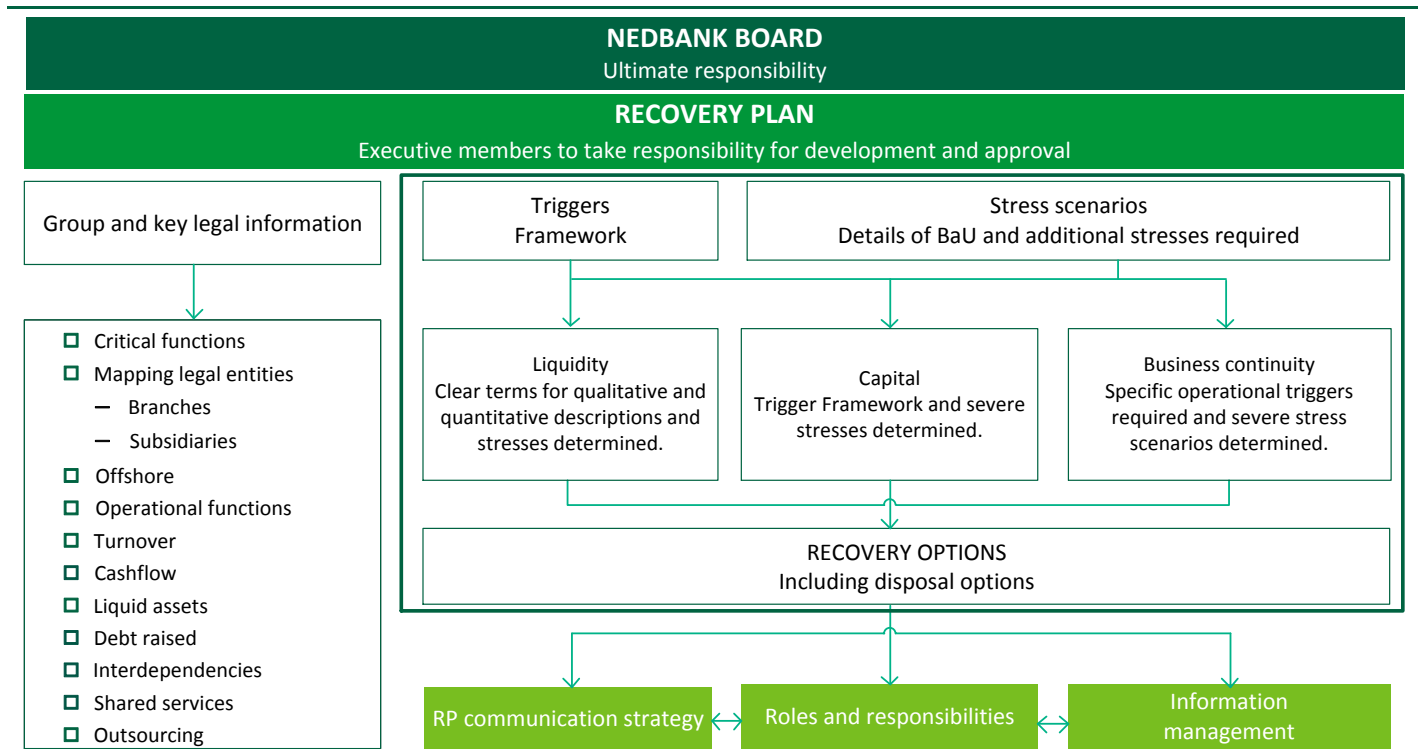 NEDBANK BOARD
Ultimate responsibility
RECOVERY PLAN
Executive members to take responsibility for development and approval
Group and key legal information
Critical functions
Mapping legal entities
— Branches
— Subsidiaries
Offshore
Operational functions
Turnover
Cashflow
Liquid assets
Debt raised
Interdependencies
Shared services
Outsourcing
Triggers
Framework
Stress scenarios
Details of BaU and additional stresses required
Liquidity
Clear terms for qualitative and
quantitative descriptions and
stresses determined.
Capital
Trigger Framework and severe
stresses determined.
Business continuity
Specific operational triggers
required and severe stress
scenarios determined.
RECOVERY OPTIONS
Including disposal options
RP communication strategy
Roles and responsibilities
Information
management